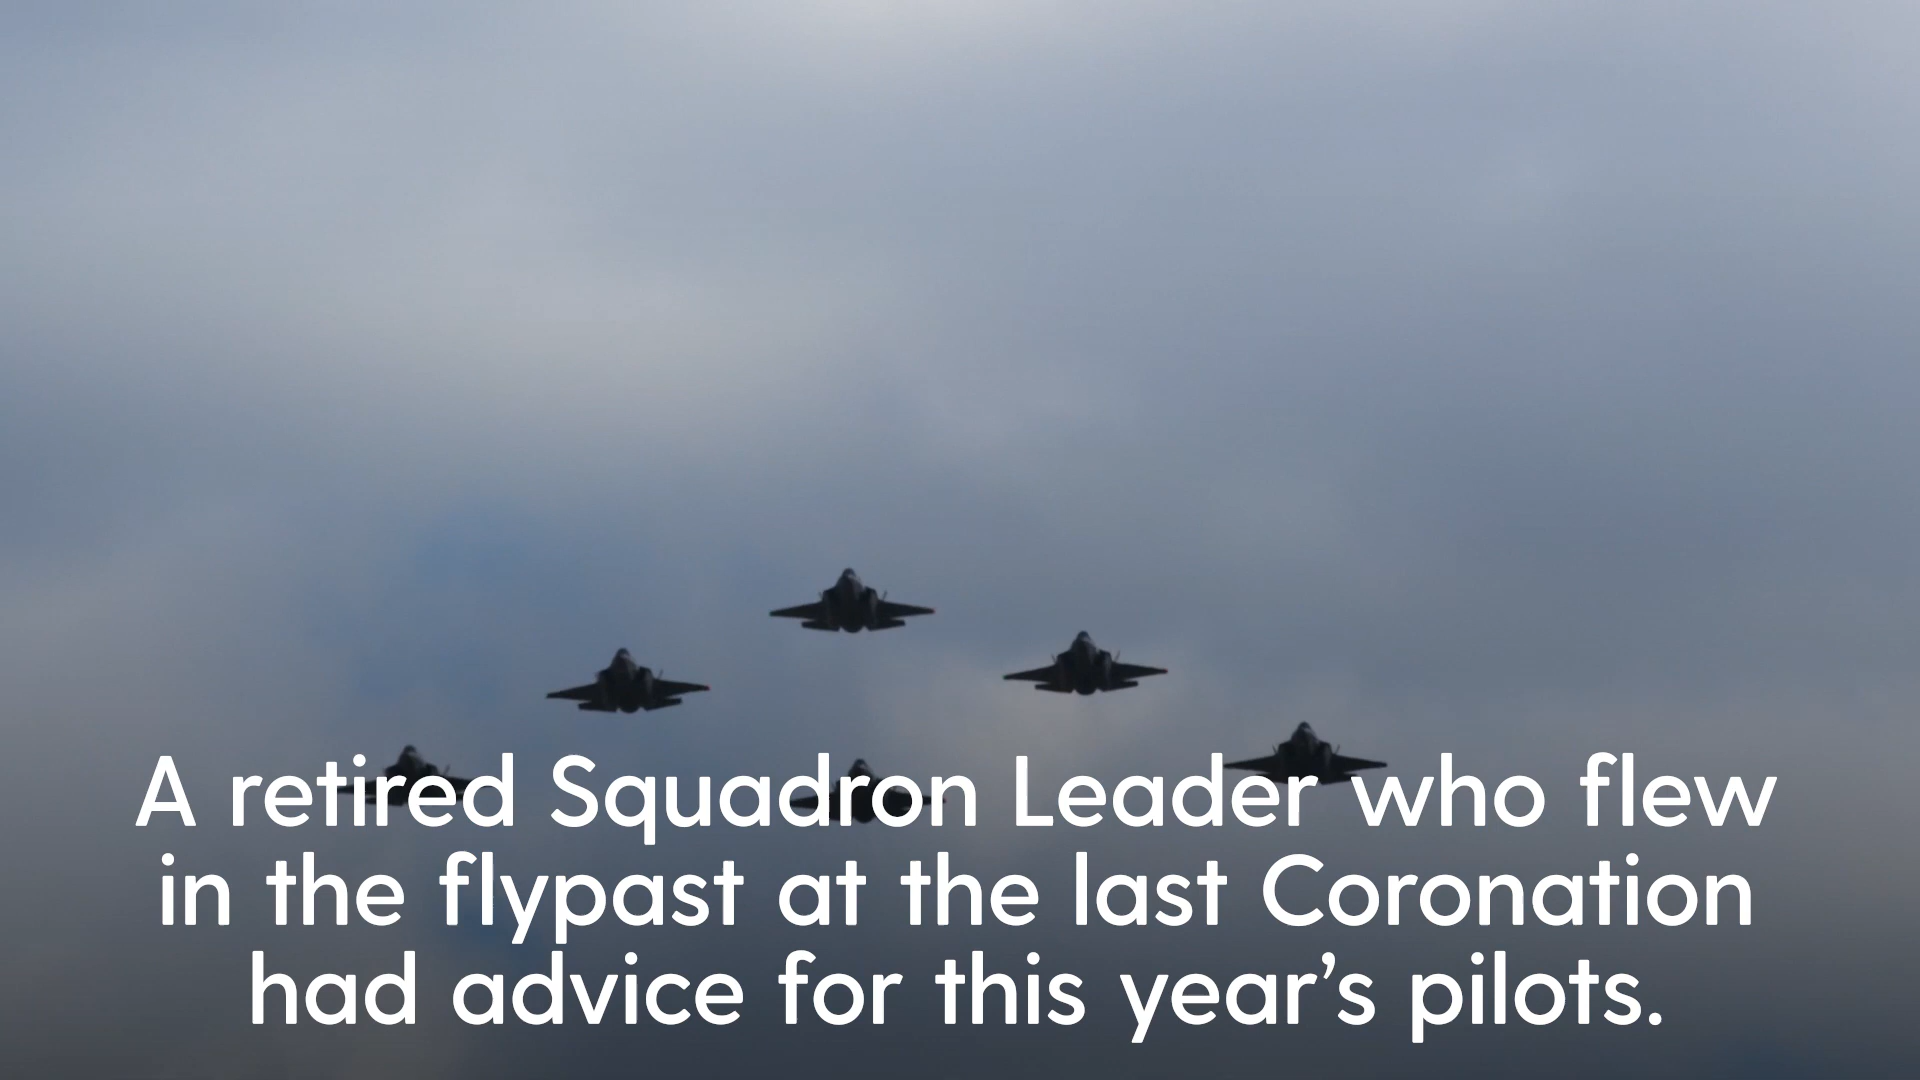 A retired Squadron Leader who flew
in the flypast at the last Coronation
had advice for this year’s pilots.